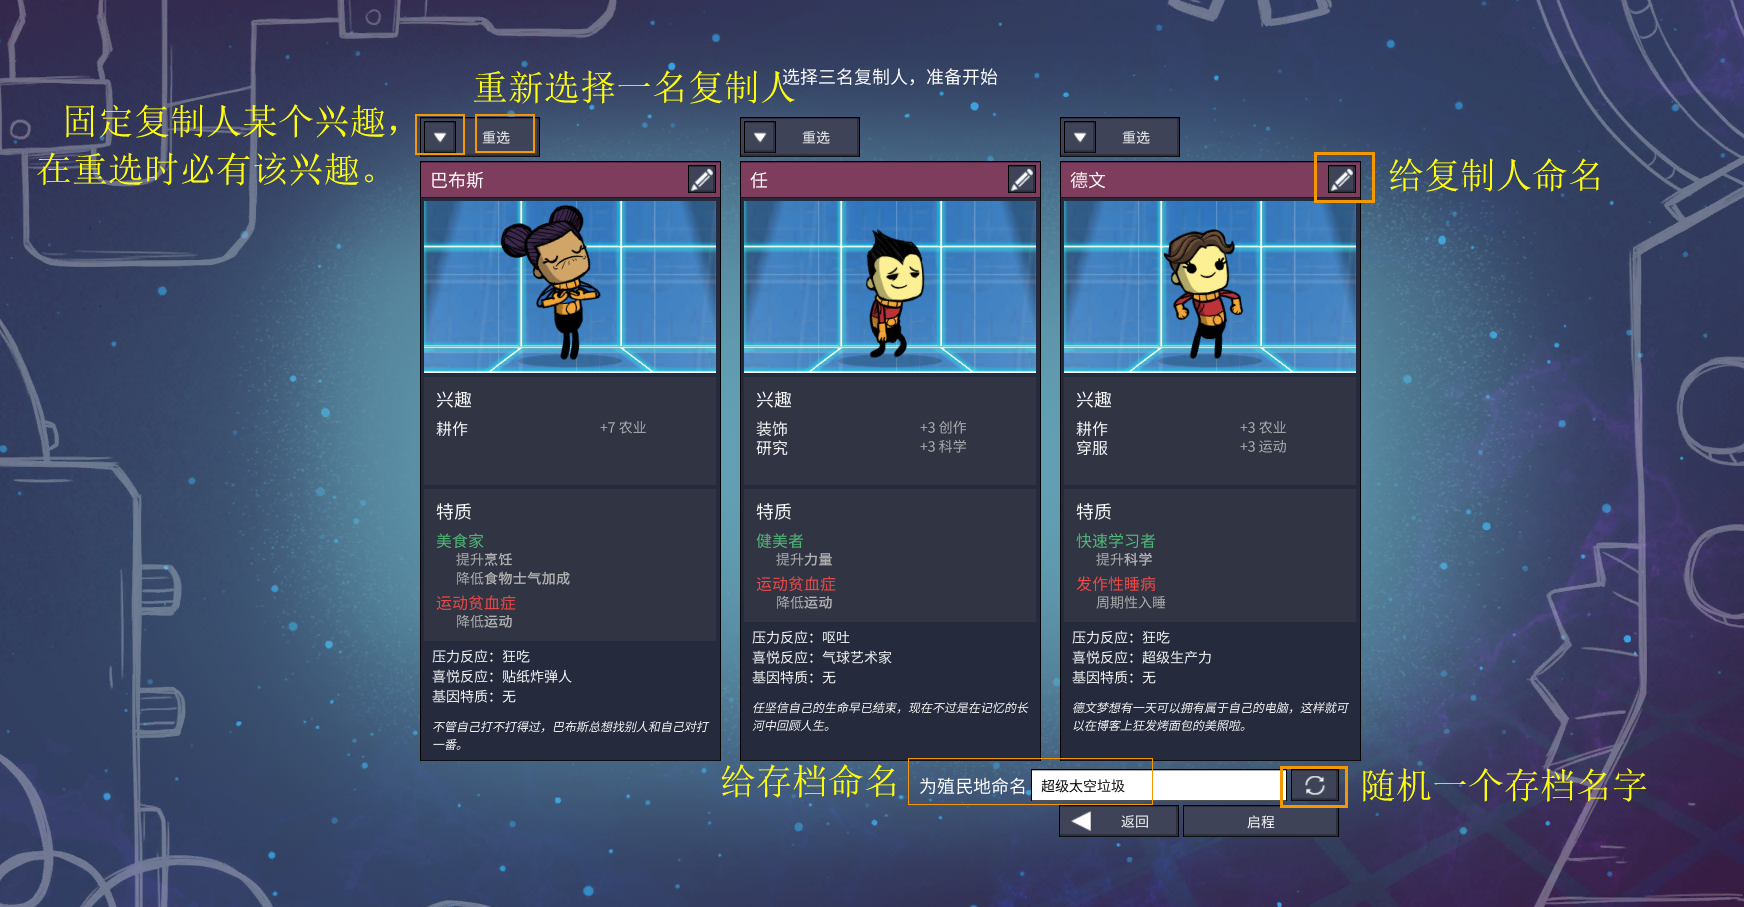 重新选择一名复制人
选择三名复制人，准备开始
固定复制人某个兴趣，
在重选时必有该兴趣。
重选
重选
重选
巴布斯
任
德文
给复制人命名
兴趣
耕作 +7 农业
特质
美食家
提升烹饪
降低食物士气加成
运动贫血症
降低运动
压力反应：狂吃
喜悦反应：贴纸炸弹人
基因特质：无
不管自己打不打得过，巴布斯总想找别人和自己对打
一番。
兴趣
装饰 +3 创作
研究 +3 科学
特质
健美者
提升力量
运动贫血症
降低运动
压力反应：呕吐
喜悦反应：气球艺术家
基因特质：无
任坚信自己的生命早已结束，现在不过是在记忆的长
河中回顾人生。
兴趣
耕作 +3 农业
穿服 +3 运动
特质
快速学习者
提升科学
发作性睡病
周期性入睡
压力反应：狂吃
喜悦反应：超级生产力
基因特质：无
德文梦想有一天可以拥有属于自己的电脑，这样就可
以在博客上狂发烤面包的美照啦。
给存档命名
为殖民地命名 超级太空垃圾
随机一个存档名字
返回
启程